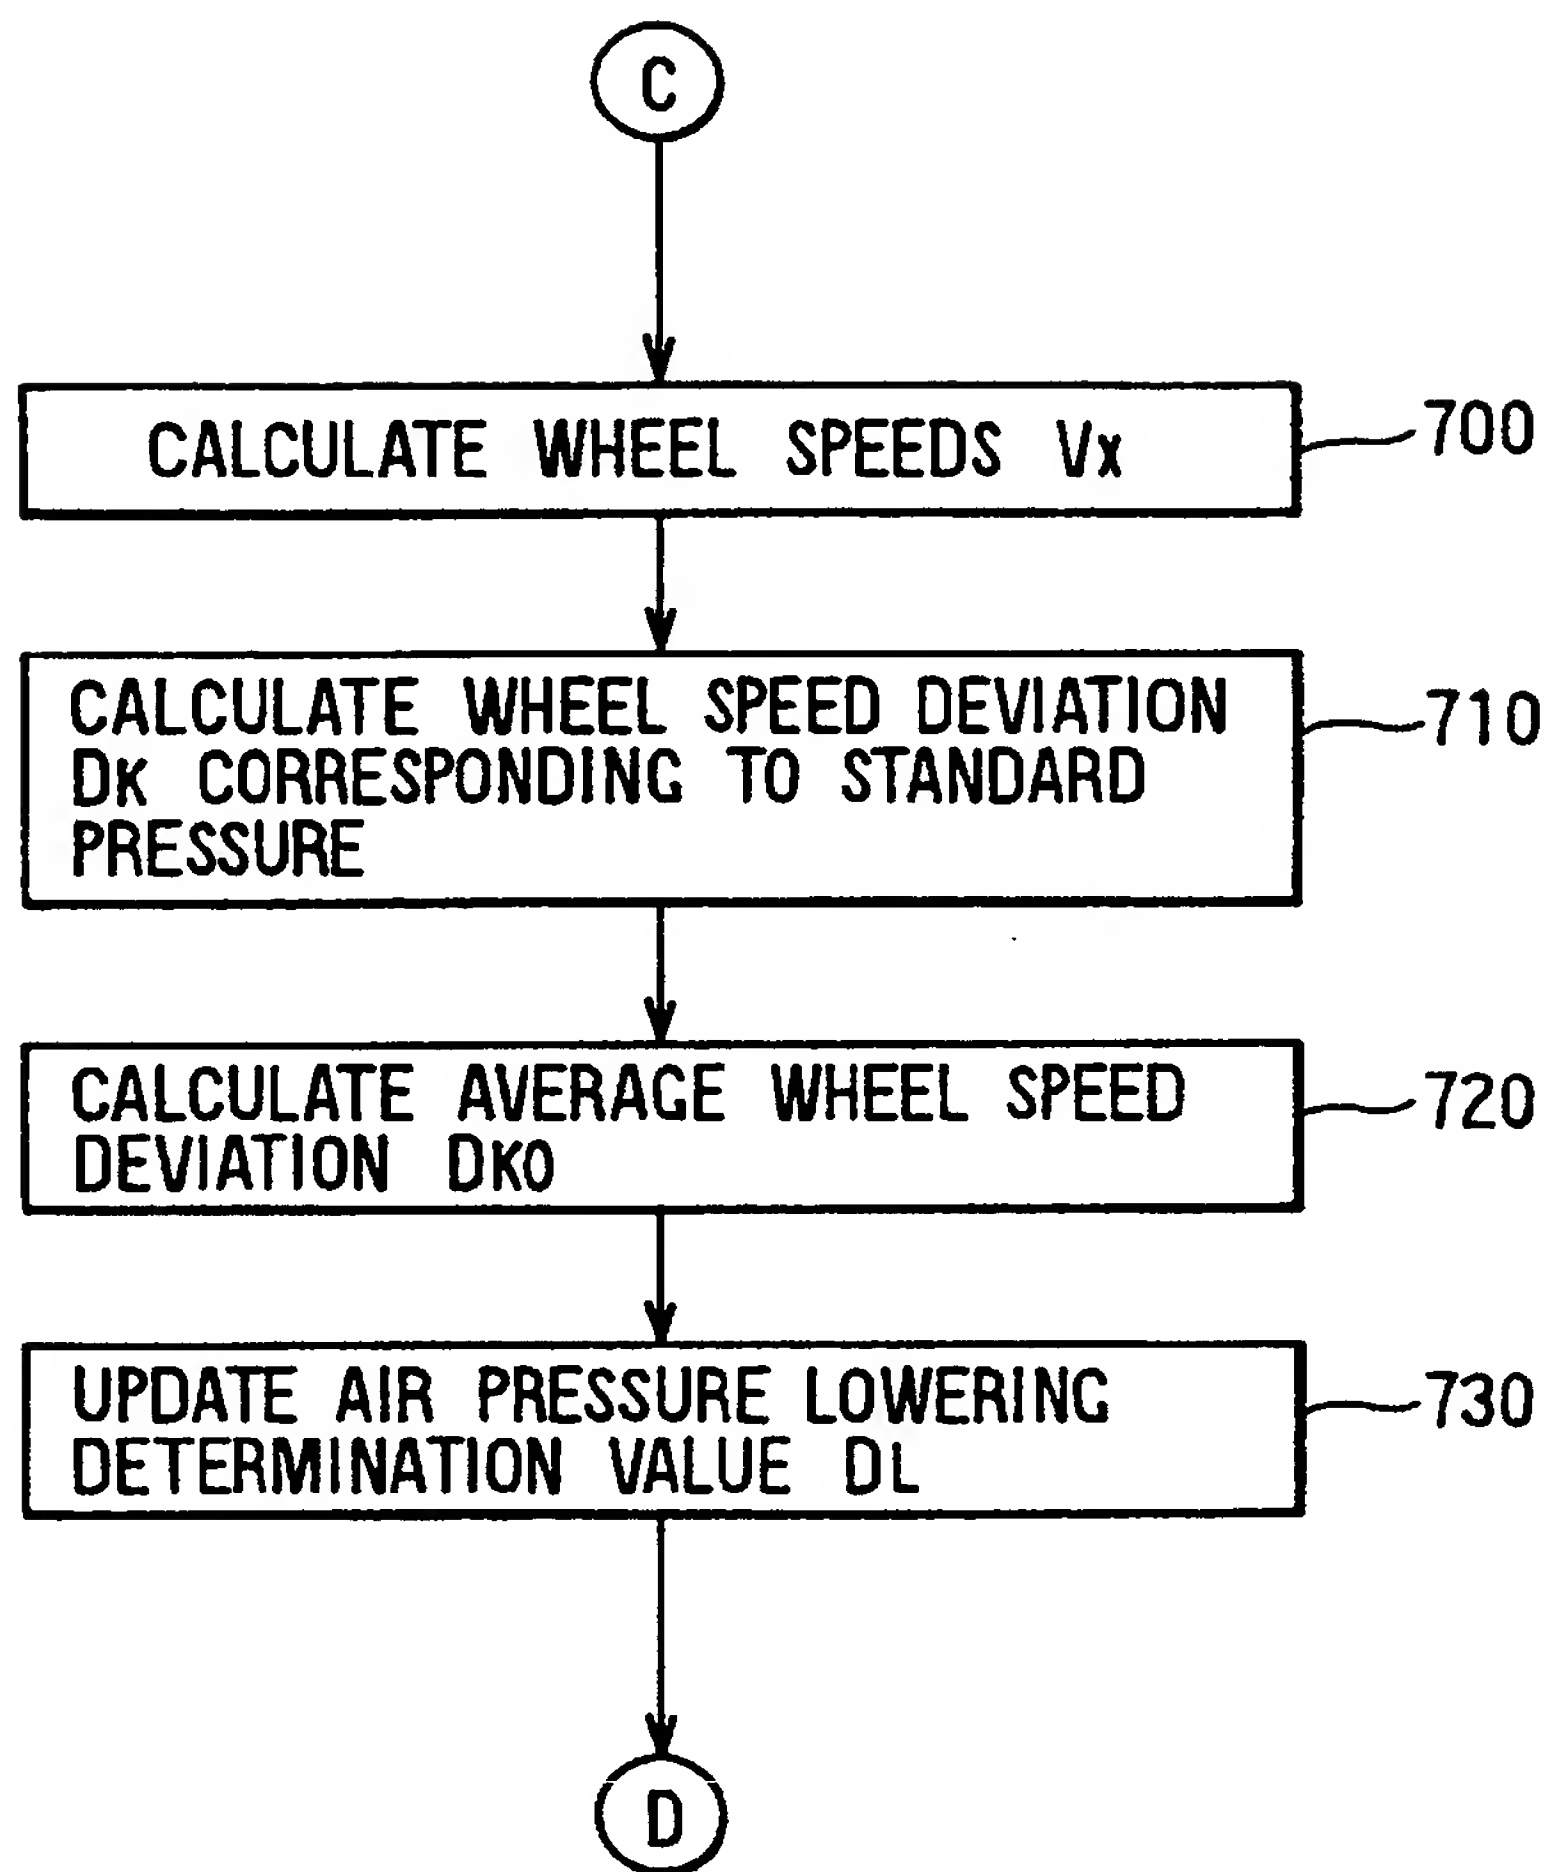 C
CALCULATE WHEEL SPEEDS Vx
700
CALCULATE WHEEL SPEED DEVIATION
DK CORRESPONDING TO STANDARD
PRESSURE
710
CALCULATE AVERAGE WHEEL SPEED
DEVIATION DK0
720
UPDATE AIR PRESSURE LOWERING
DETERMINATION VALUE DL
730
D